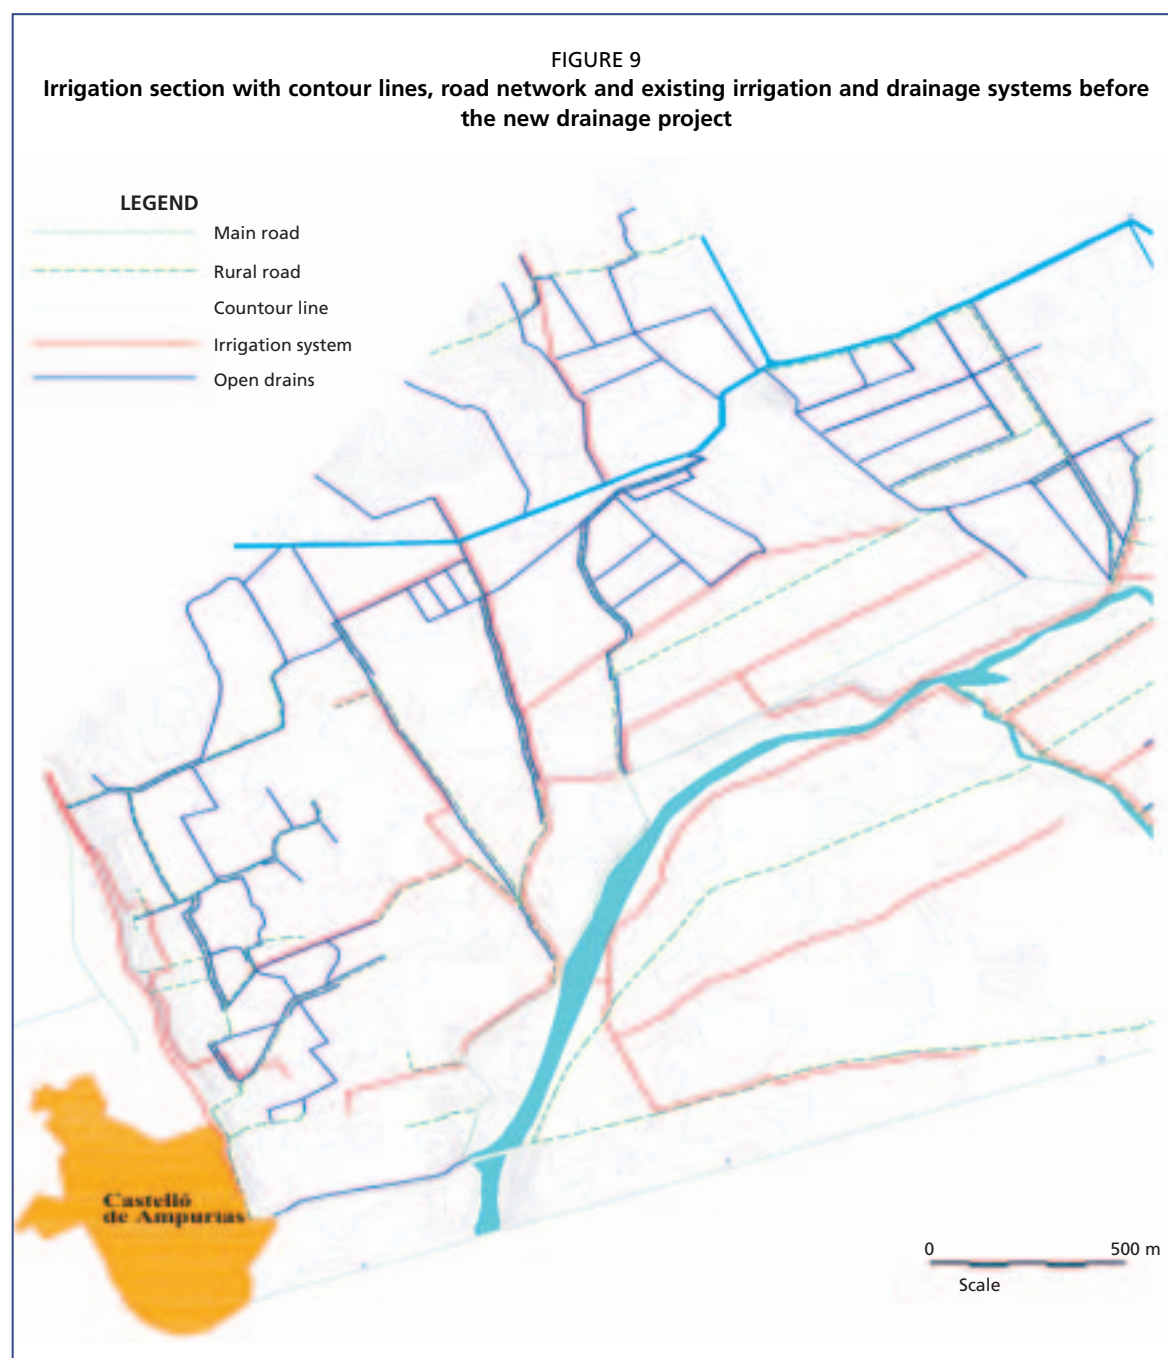 FIGURE 9
Irrigation section with contour lines, road network and existing irrigation and drainage systems before
the new drainage project
LEGEND
Main road
Rural road
Countour line
Irrigation system
Open drains
Castelló
de Ampurias
0 500 m
Scale